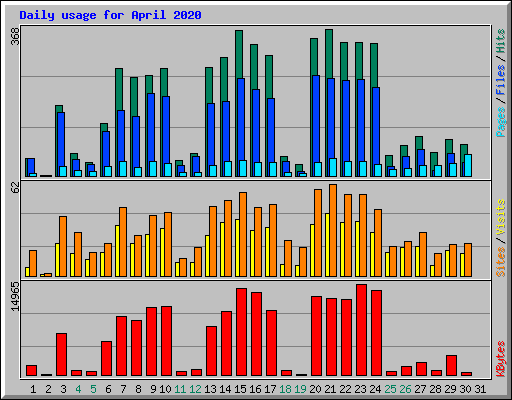 Daily usage for April 2020
368
62
14965
Pages / Files / Hits
Sites / Visits
KBytes
1 2 3 4 5 6 7 8 9 10 11 12 13 14 15 16 17 18 19 20 21 22 23 24 25 26 27 28 29 30 31